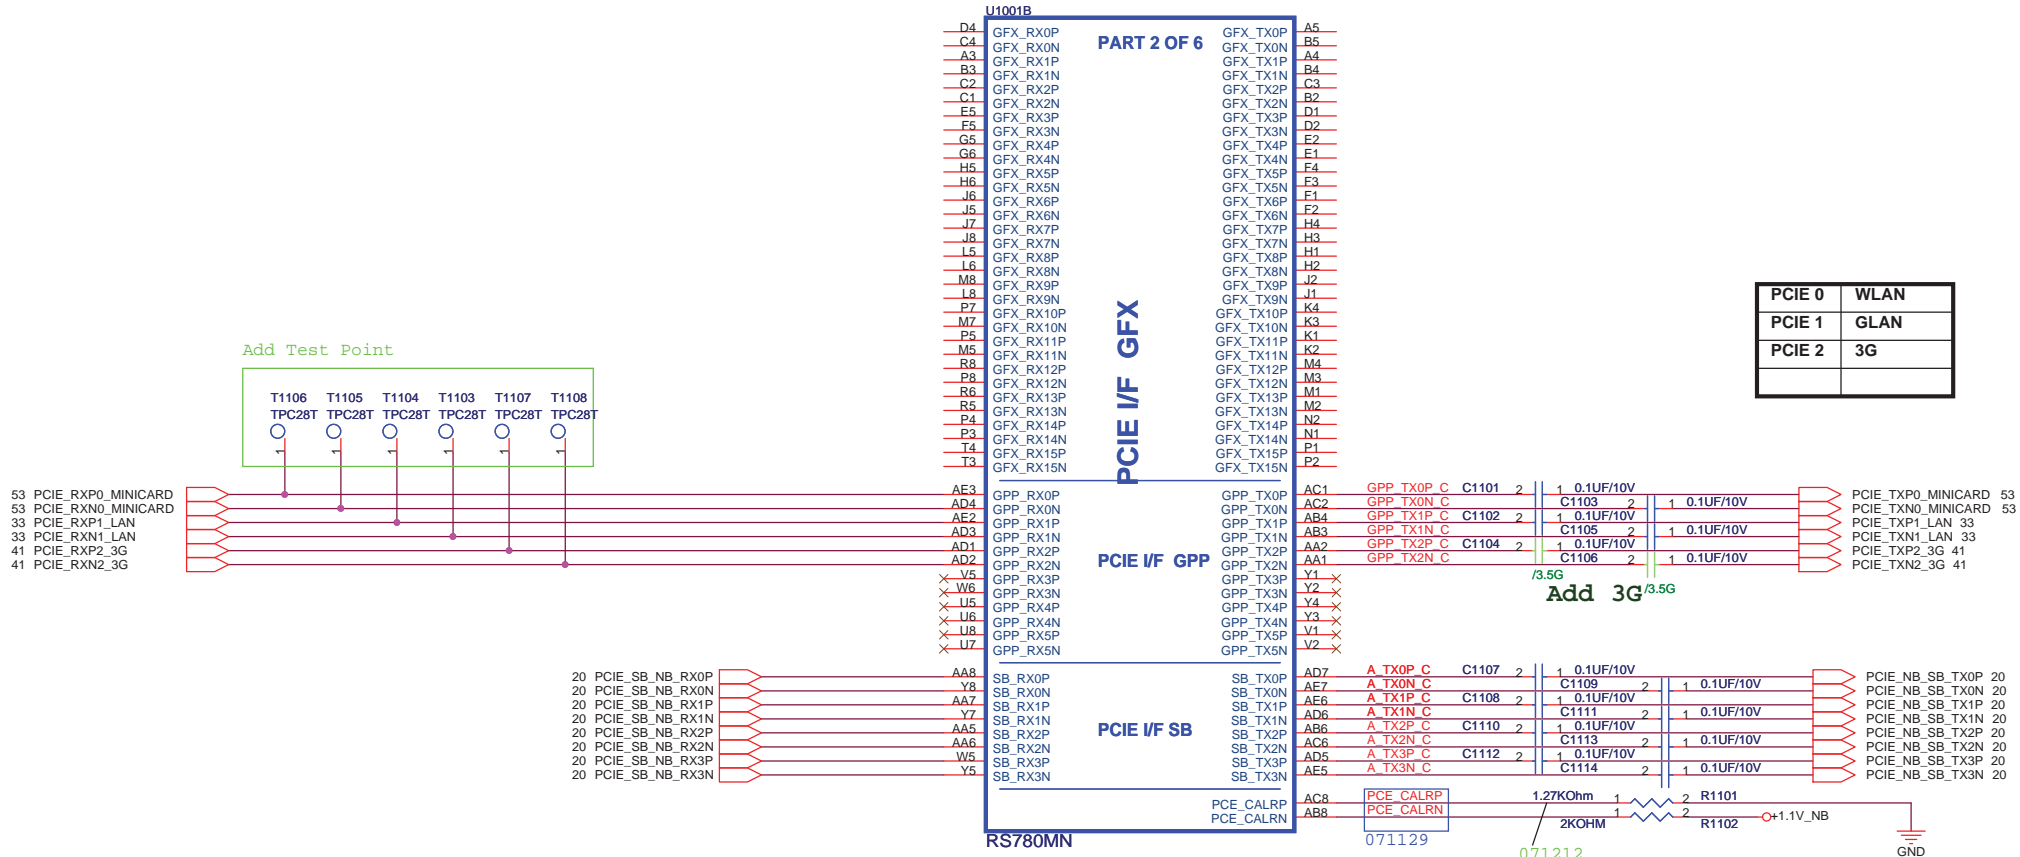 U1001B
PART 2 OF 6
D4 GFX_RX0P GFX_TX0P A5
C4 GFX_RX0N GFX_TX0N B5
A3 GFX_RX1P GFX_TX1P A4
B3 GFX_RX1N GFX_TX1N B4
C2 GFX_RX2P GFX_TX2P C3
C1 GFX_RX2N GFX_TX2N B2
E5 GFX_RX3P GFX_TX3P D1
F5 GFX_RX3N GFX_TX3N D2
G5 GFX_RX4P GFX_TX4P E2
G6 GFX_RX4N GFX_TX4N E1
H5 GFX_RX5P GFX_TX5P F4
H6 GFX_RX5N GFX_TX5N F3
J6 GFX_RX6P GFX_TX6P F1
J5 GFX_RX6N GFX_TX6N F2
J7 GFX_RX7P GFX_TX7P H4
J8 GFX_RX7N GFX_TX7N H3
L5 GFX_RX8P GFX_TX8P H1
L6 GFX_RX8N GFX_TX8N H2
M8 GFX_RX9P GFX_TX9P J2
L8 GFX_RX9N GFX_TX9N J1
P7 GFX_RX10P GFX_TX10P K4
M7 GFX_RX10N GFX_TX10N K3
P5 GFX_RX11P GFX_TX11P K1
M5 GFX_RX11N GFX_TX11N K2
R8 GFX_RX12P GFX_TX12P M4
P8 GFX_RX12N GFX_TX12N M3
R6 GFX_RX13P GFX_TX13P M1
R5 GFX_RX13N GFX_TX13N M2
P4 GFX_RX14P GFX_TX14P N2
P3 GFX_RX14N GFX_TX14N N1
T4 GFX_RX15P GFX_TX15P P1
T3 GFX_RX15N GFX_TX15N P2
PCIE I/F GFX
PCIE 0 WLAN
PCIE 1 GLAN
PCIE 2 3G
Add Test Point
T1106 T1105 T1104 T1103 T1107 T1108
TPC28T TPC28T TPC28T TPC28T TPC28T TPC28T
1 1 1 1 1 1
53 PCIE_RXP0_MINICARD AE3 GPP_RX0P GPP_TX0P AC1 GPP_TX0P_C C1101 2 1 0.1UF/10V PCIE_TXP0_MINICARD 53
53 PCIE_RXN0_MINICARD AD4 GPP_RX0N GPP_TX0N AC2 GPP_TX0N_C C1103 2 1 0.1UF/10V PCIE_TXN0_MINICARD 53
33 PCIE_RXP1_LAN AE2 GPP_RX1P GPP_TX1P AB4 GPP_TX1P_C C1102 2 1 0.1UF/10V PCIE_TXP1_LAN 33
33 PCIE_RXN1_LAN AD3 GPP_RX1N GPP_TX1N AB3 GPP_TX1N_C C1105 2 1 0.1UF/10V PCIE_TXN1_LAN 33
41 PCIE_RXP2_3G AD1 GPP_RX2P GPP_TX2P AA2 GPP_TX2P_C C1104 2 1 0.1UF/10V PCIE_TXP2_3G 41
41 PCIE_RXN2_3G AD2 GPP_RX2N GPP_TX2N AA1 GPP_TX2N_C C1106 2 1 0.1UF/10V PCIE_TXN2_3G 41
PCIE I/F GPP
V5 GPP_RX3P GPP_TX3P Y1
W6 GPP_RX3N GPP_TX3N Y2
U5 GPP_RX4P GPP_TX4P Y4
U6 GPP_RX4N GPP_TX4N Y3
U8 GPP_RX5P GPP_TX5P V1
U7 GPP_RX5N GPP_TX5N V2
/3.5G
Add 3G /3.5G
20 PCIE_SB_NB_RX0P AA8 SB_RX0P SB_TX0P AD7 A_TX0P_C C1107 2 1 0.1UF/10V PCIE_NB_SB_TX0P 20
20 PCIE_SB_NB_RX0N Y8 SB_RX0N SB_TX0N AE7 A_TX0N_C C1109 2 1 0.1UF/10V PCIE_NB_SB_TX0N 20
20 PCIE_SB_NB_RX1P AA7 SB_RX1P SB_TX1P AE6 A_TX1P_C C1108 2 1 0.1UF/10V PCIE_NB_SB_TX1P 20
20 PCIE_SB_NB_RX1N Y7 SB_RX1N SB_TX1N AD6 A_TX1N_C C1111 2 1 0.1UF/10V PCIE_NB_SB_TX1N 20
20 PCIE_SB_NB_RX2P AA5 SB_RX2P SB_TX2P AB6 A_TX2P_C C1110 2 1 0.1UF/10V PCIE_NB_SB_TX2P 20
20 PCIE_SB_NB_RX2N AA6 SB_RX2N SB_TX2N AC6 A_TX2N_C C1113 2 1 0.1UF/10V PCIE_NB_SB_TX2N 20
20 PCIE_SB_NB_RX3P W5 SB_RX3P SB_TX3P AD5 A_TX3P_C C1112 2 1 0.1UF/10V PCIE_NB_SB_TX3P 20
20 PCIE_SB_NB_RX3N Y5 SB_RX3N SB_TX3N AE5 A_TX3N_C C1114 2 1 0.1UF/10V PCIE_NB_SB_TX3N 20
PCIE I/F SB
PCE_CALRP AC8 PCE_CALRP 1.27KOhm 1 2 R1101
PCE_CALRN AB8 PCE_CALRN 2KOHM 1 2 R1102 +1.1V_NB
RS780MN
071129
071212
GND